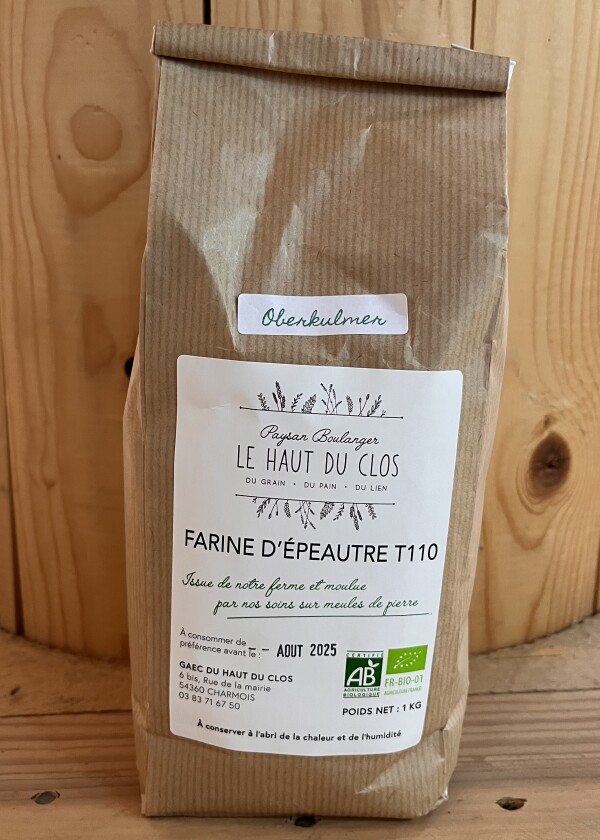 Oberkulmer
Paysan Boulanger
LE HAUT DU CLOS
DU GRAIN • DU PAIN • DU LIEN
FARINE D'ÉPEAUTRE T110
Issue de notre ferme et moulue
par nos soins sur meules de pierre
À consommer de
préférence avant le : - AOUT 2025
GAEC DU HAUT DU CLOS
6 bis, Rue de la mairie
54360 CHARMOIS
03 83 71 67 50
CERTIFIÉ
AB
AGRICULTURE
BIOLOGIQUE
FR-BIO-01
AGRICULTURE FRANCE
POIDS NET : 1 KG
À conserver à l'abri de la chaleur et de l'humidité